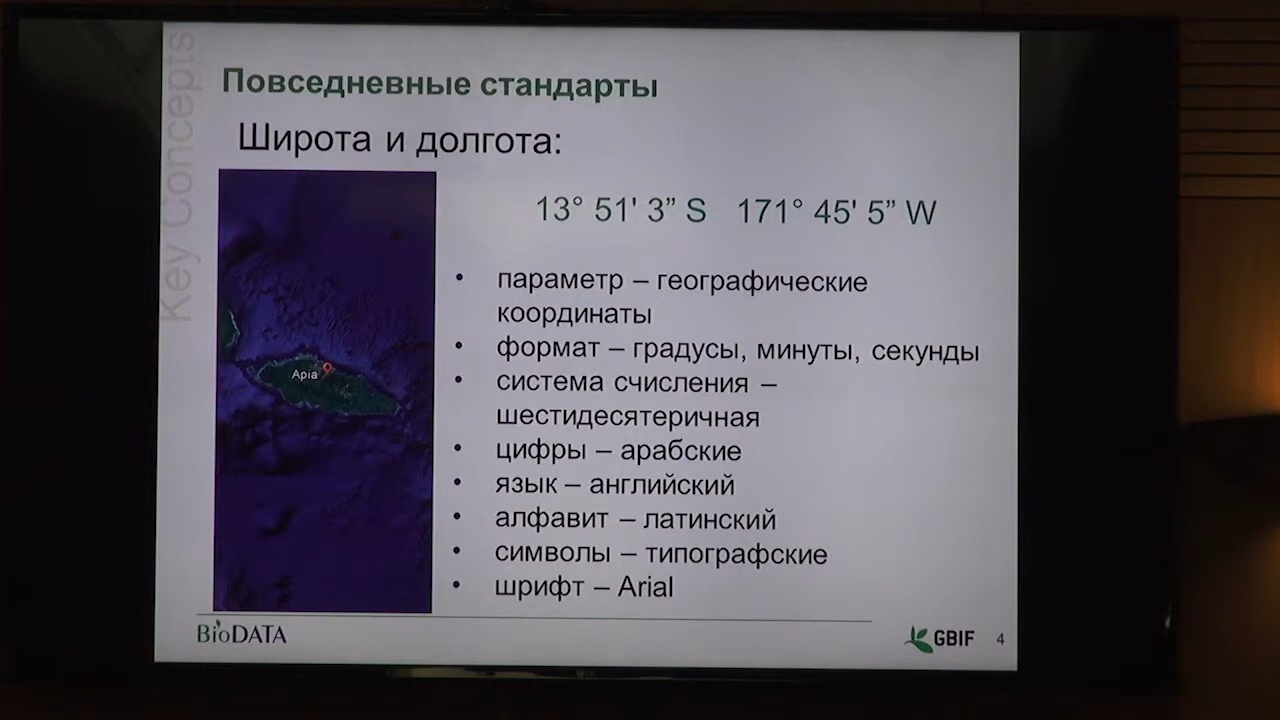 Key Concepts
Повседневные стандарты
Широта и долгота:
13° 51' 3” S 171° 45' 5” W
Apia
• параметр – географические
координаты
• формат – градусы, минуты, секунды
• система счисления –
шестидесятеричная
• цифры – арабские
• язык – английский
• алфавит – латинский
• символы – типографские
• шрифт – Arial
BioDATA
GBIF
4